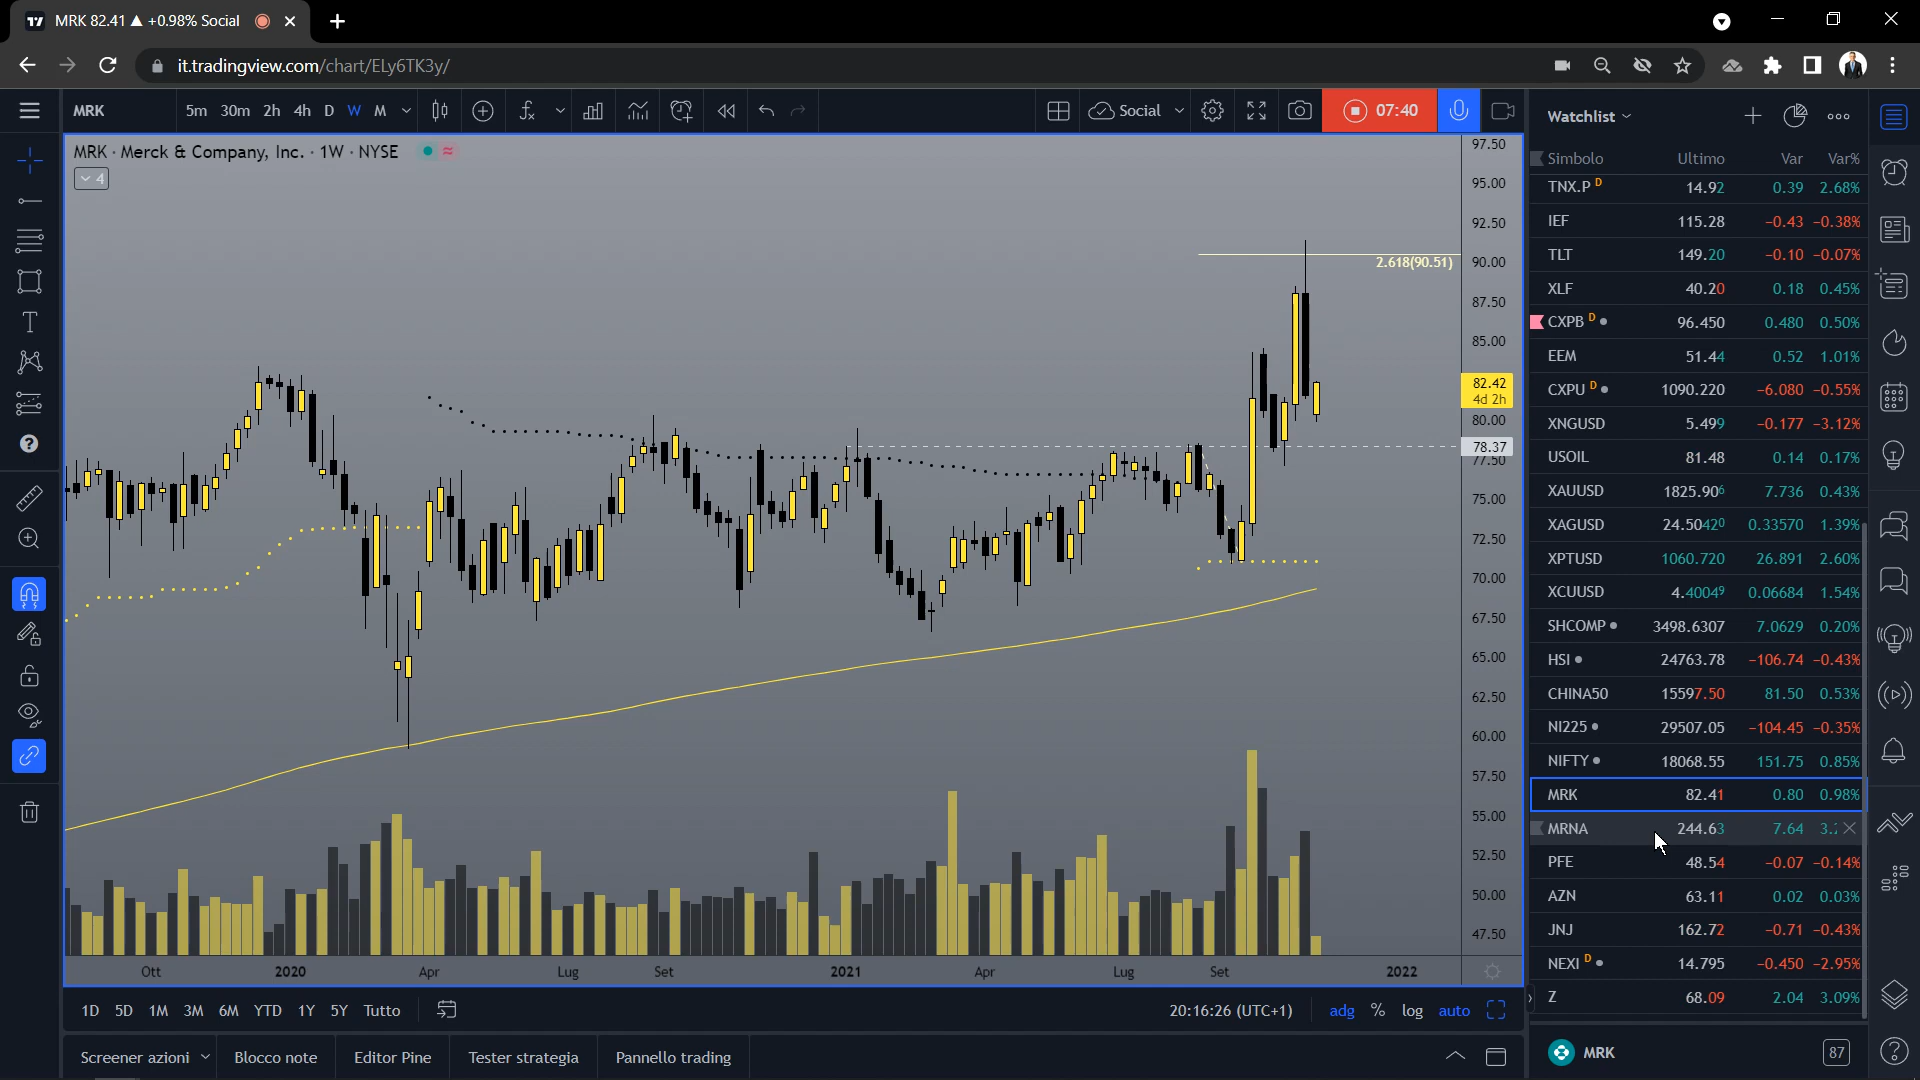 MRK 82.41 ▲ +0.98% Social
it.tradingview.com/chart/ELy6TK3y/
MRK 5m 30m 2h 4h D W M Social 07:40
MRK · Merck & Company, Inc. · 1W · NYSE
4
2.618(90.51)
97.50
95.00
92.50
90.00
87.50
85.00
82.42
4d 2h
80.00
78.37
77.50
75.00
72.50
70.00
67.50
65.00
62.50
60.00
57.50
55.00
52.50
50.00
47.50
Ott 2020 Apr Lug Set 2021 Apr Lug Set 2022
1D 5D 1M 3M 6M YTD 1Y 5Y Tutto 20:16:26 (UTC+1) adg % log auto
Screener azioni Blocco note Editor Pine Tester strategia Pannello trading
Watchlist
Simbolo Ultimo Var Var%
TNX.P D 14.92 0.39 2.68%
IEF 115.28 −0.43 −0.38%
TLT 149.20 −0.10 −0.07%
XLF 40.20 0.18 0.45%
CXPB D 96.450 0.480 0.50%
EEM 51.44 0.52 1.01%
CXPU D 1090.220 −6.080 −0.55%
XNGUSD 5.499 −0.177 −3.12%
USOIL 81.48 0.14 0.17%
XAUUSD 1825.906 7.736 0.43%
XAGUSD 24.50420 0.33570 1.39%
XPTUSD 1060.720 26.891 2.60%
XCUUSD 4.40049 0.06684 1.54%
SHCOMP 3498.6307 7.0629 0.20%
HSI 24763.78 −106.74 −0.43%
CHINA50 15597.50 81.50 0.53%
NI225 29507.05 −104.45 −0.35%
NIFTY 18068.55 151.75 0.85%
MRK 82.41 0.80 0.98%
MRNA 244.63 7.64
PFE 48.54 −0.07 −0.14%
AZN 63.11 0.02 0.03%
JNJ 162.72 −0.71 −0.43%
NEXI D 14.795 −0.450 −2.95%
Z 68.09 2.04 3.09%
MRK 87